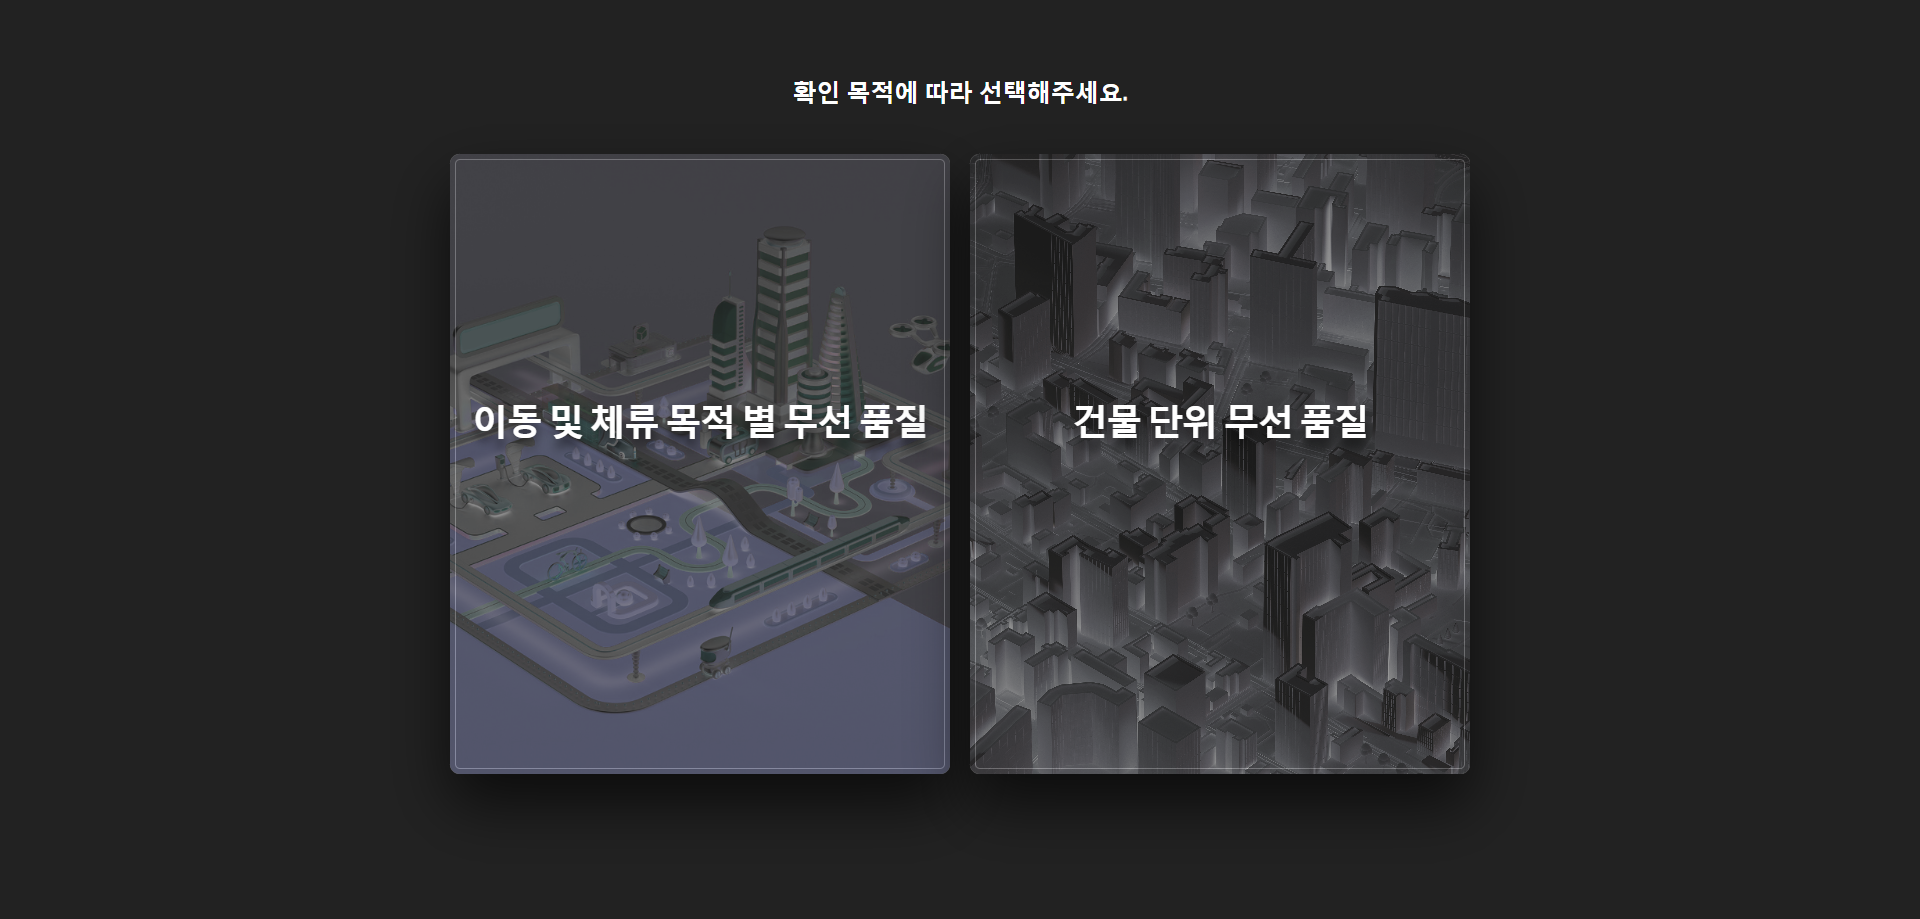 확인 목적에 따라 선택해주세요.
이동 및 체류 목적 별 무선 품질
건물 단위 무선 품질